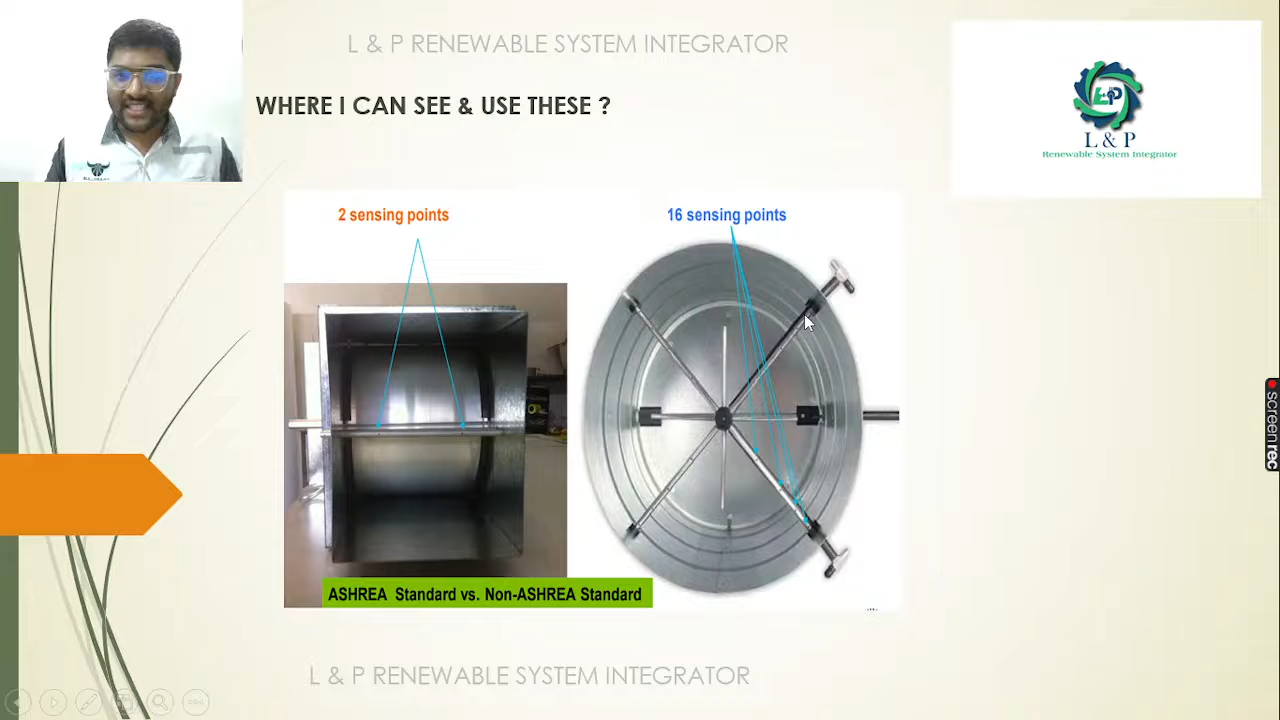 L & P RENEWABLE SYSTEM INTEGRATOR
WHERE I CAN SEE & USE THESE ?
L & P
Renewable System Integrator
2 sensing points
16 sensing points
ASHREA Standard vs. Non-ASHREA Standard
L & P RENEWABLE SYSTEM INTEGRATOR
screenrec